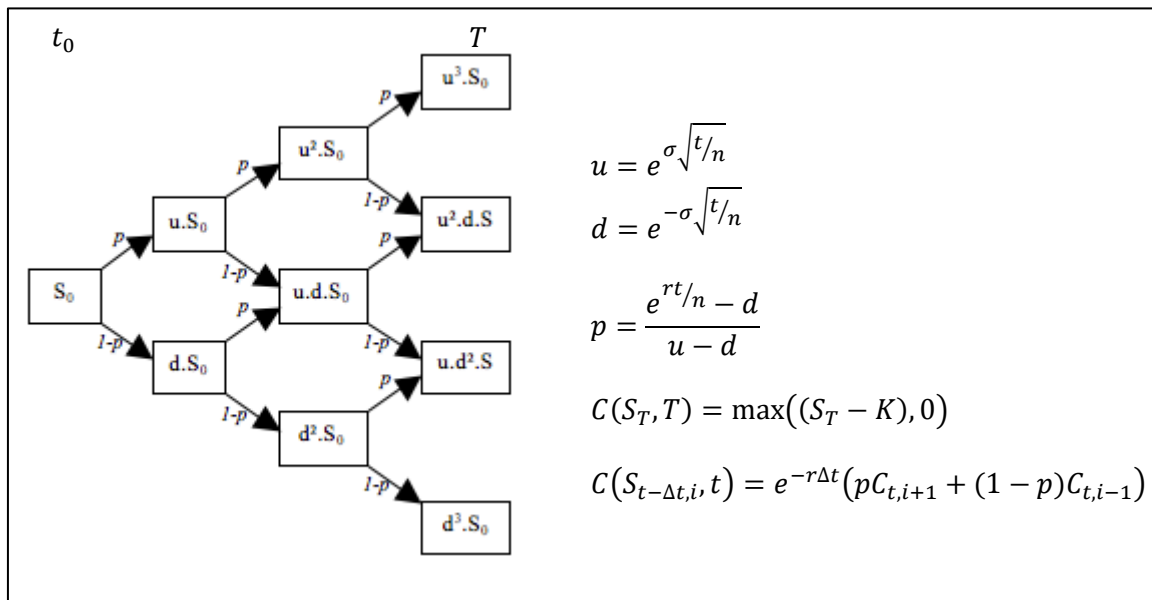 t₀ T
u³.S₀
p
u².S₀
p 1-p
u.S₀ u².d.S
p 1-p p
S₀ u.d.S₀
1-p p 1-p
d.S₀ u.d².S
1-p p
d².S₀
1-p
d³.S₀
u = e^{σ√(t/n)}
d = e^{-σ√(t/n)}
p = (e^{rt/n} − d) / (u − d)
C(S_T, T) = max((S_T − K), 0)
C(S_{t−Δt,i}, t) = e^{−rΔt}(pC_{t,i+1} + (1 − p)C_{t,i−1})